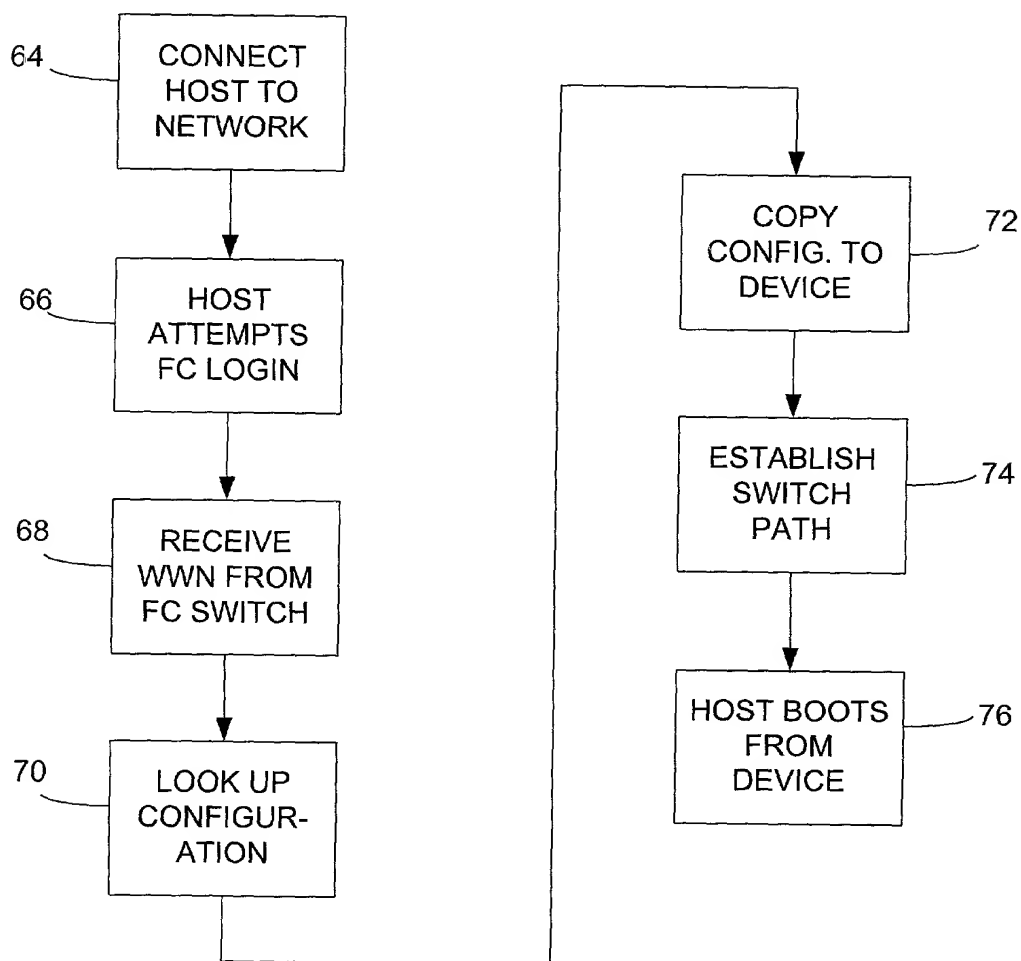 64
CONNECT
HOST TO
NETWORK
66
HOST
ATTEMPTS
FC LOGIN
68
RECEIVE
WWN FROM
FC SWITCH
70
LOOK UP
CONFIGUR-
ATION
COPY
CONFIG. TO
DEVICE
72
ESTABLISH
SWITCH
PATH
74
HOST BOOTS
FROM
DEVICE
76